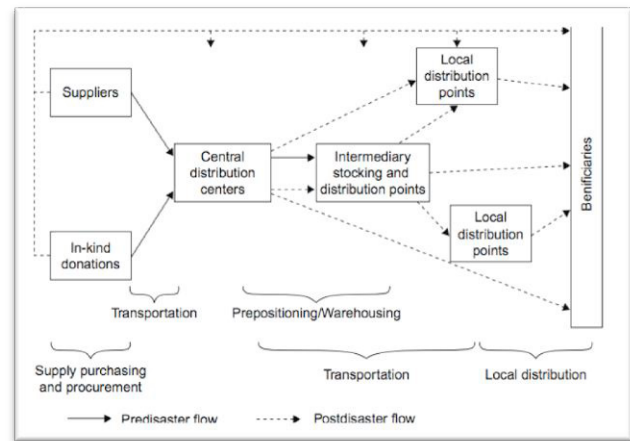 Suppliers
In-kind
donations
Central
distribution
centers
Intermediary stocking and
distribution points
Local
distribution
points
Local
distribution
points
Benificiaries
Transportation
Prepositioning/Warehousing
Supply purchasing
and procurement
Transportation
Local distribution
Predisaster flow
Postdisaster flow